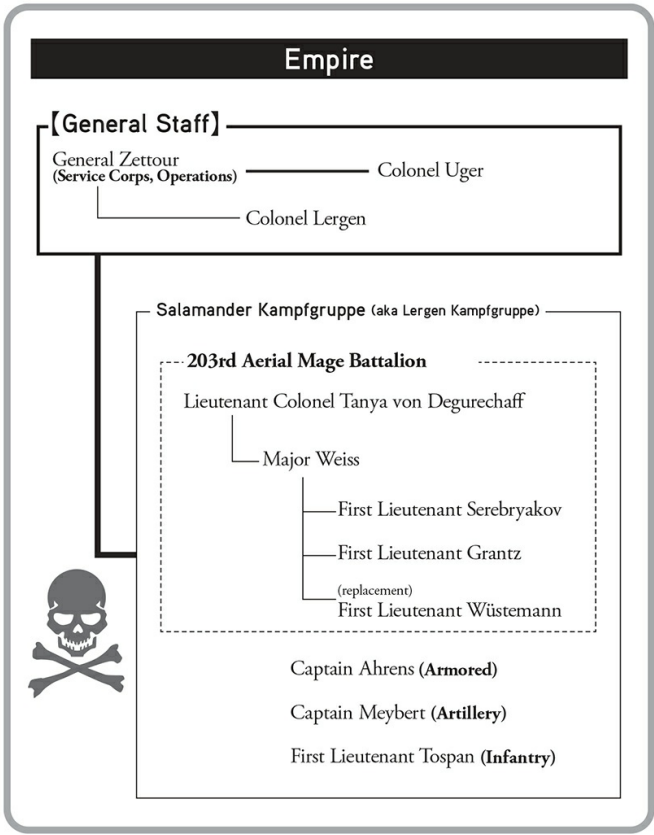 Empire
【General Staff】
General Zettour
(Service Corps, Operations)
Colonel Uger
Colonel Lergen
Salamander Kampfgruppe (aka Lergen Kampfgruppe)
203rd Aerial Mage Battalion
Lieutenant Colonel Tanya von Degurechaff
Major Weiss
First Lieutenant Serebryakov
First Lieutenant Grantz
(replacement)
First Lieutenant Wüstemann
Captain Ahrens (Armored)
Captain Meybert (Artillery)
First Lieutenant Tospan (Infantry)